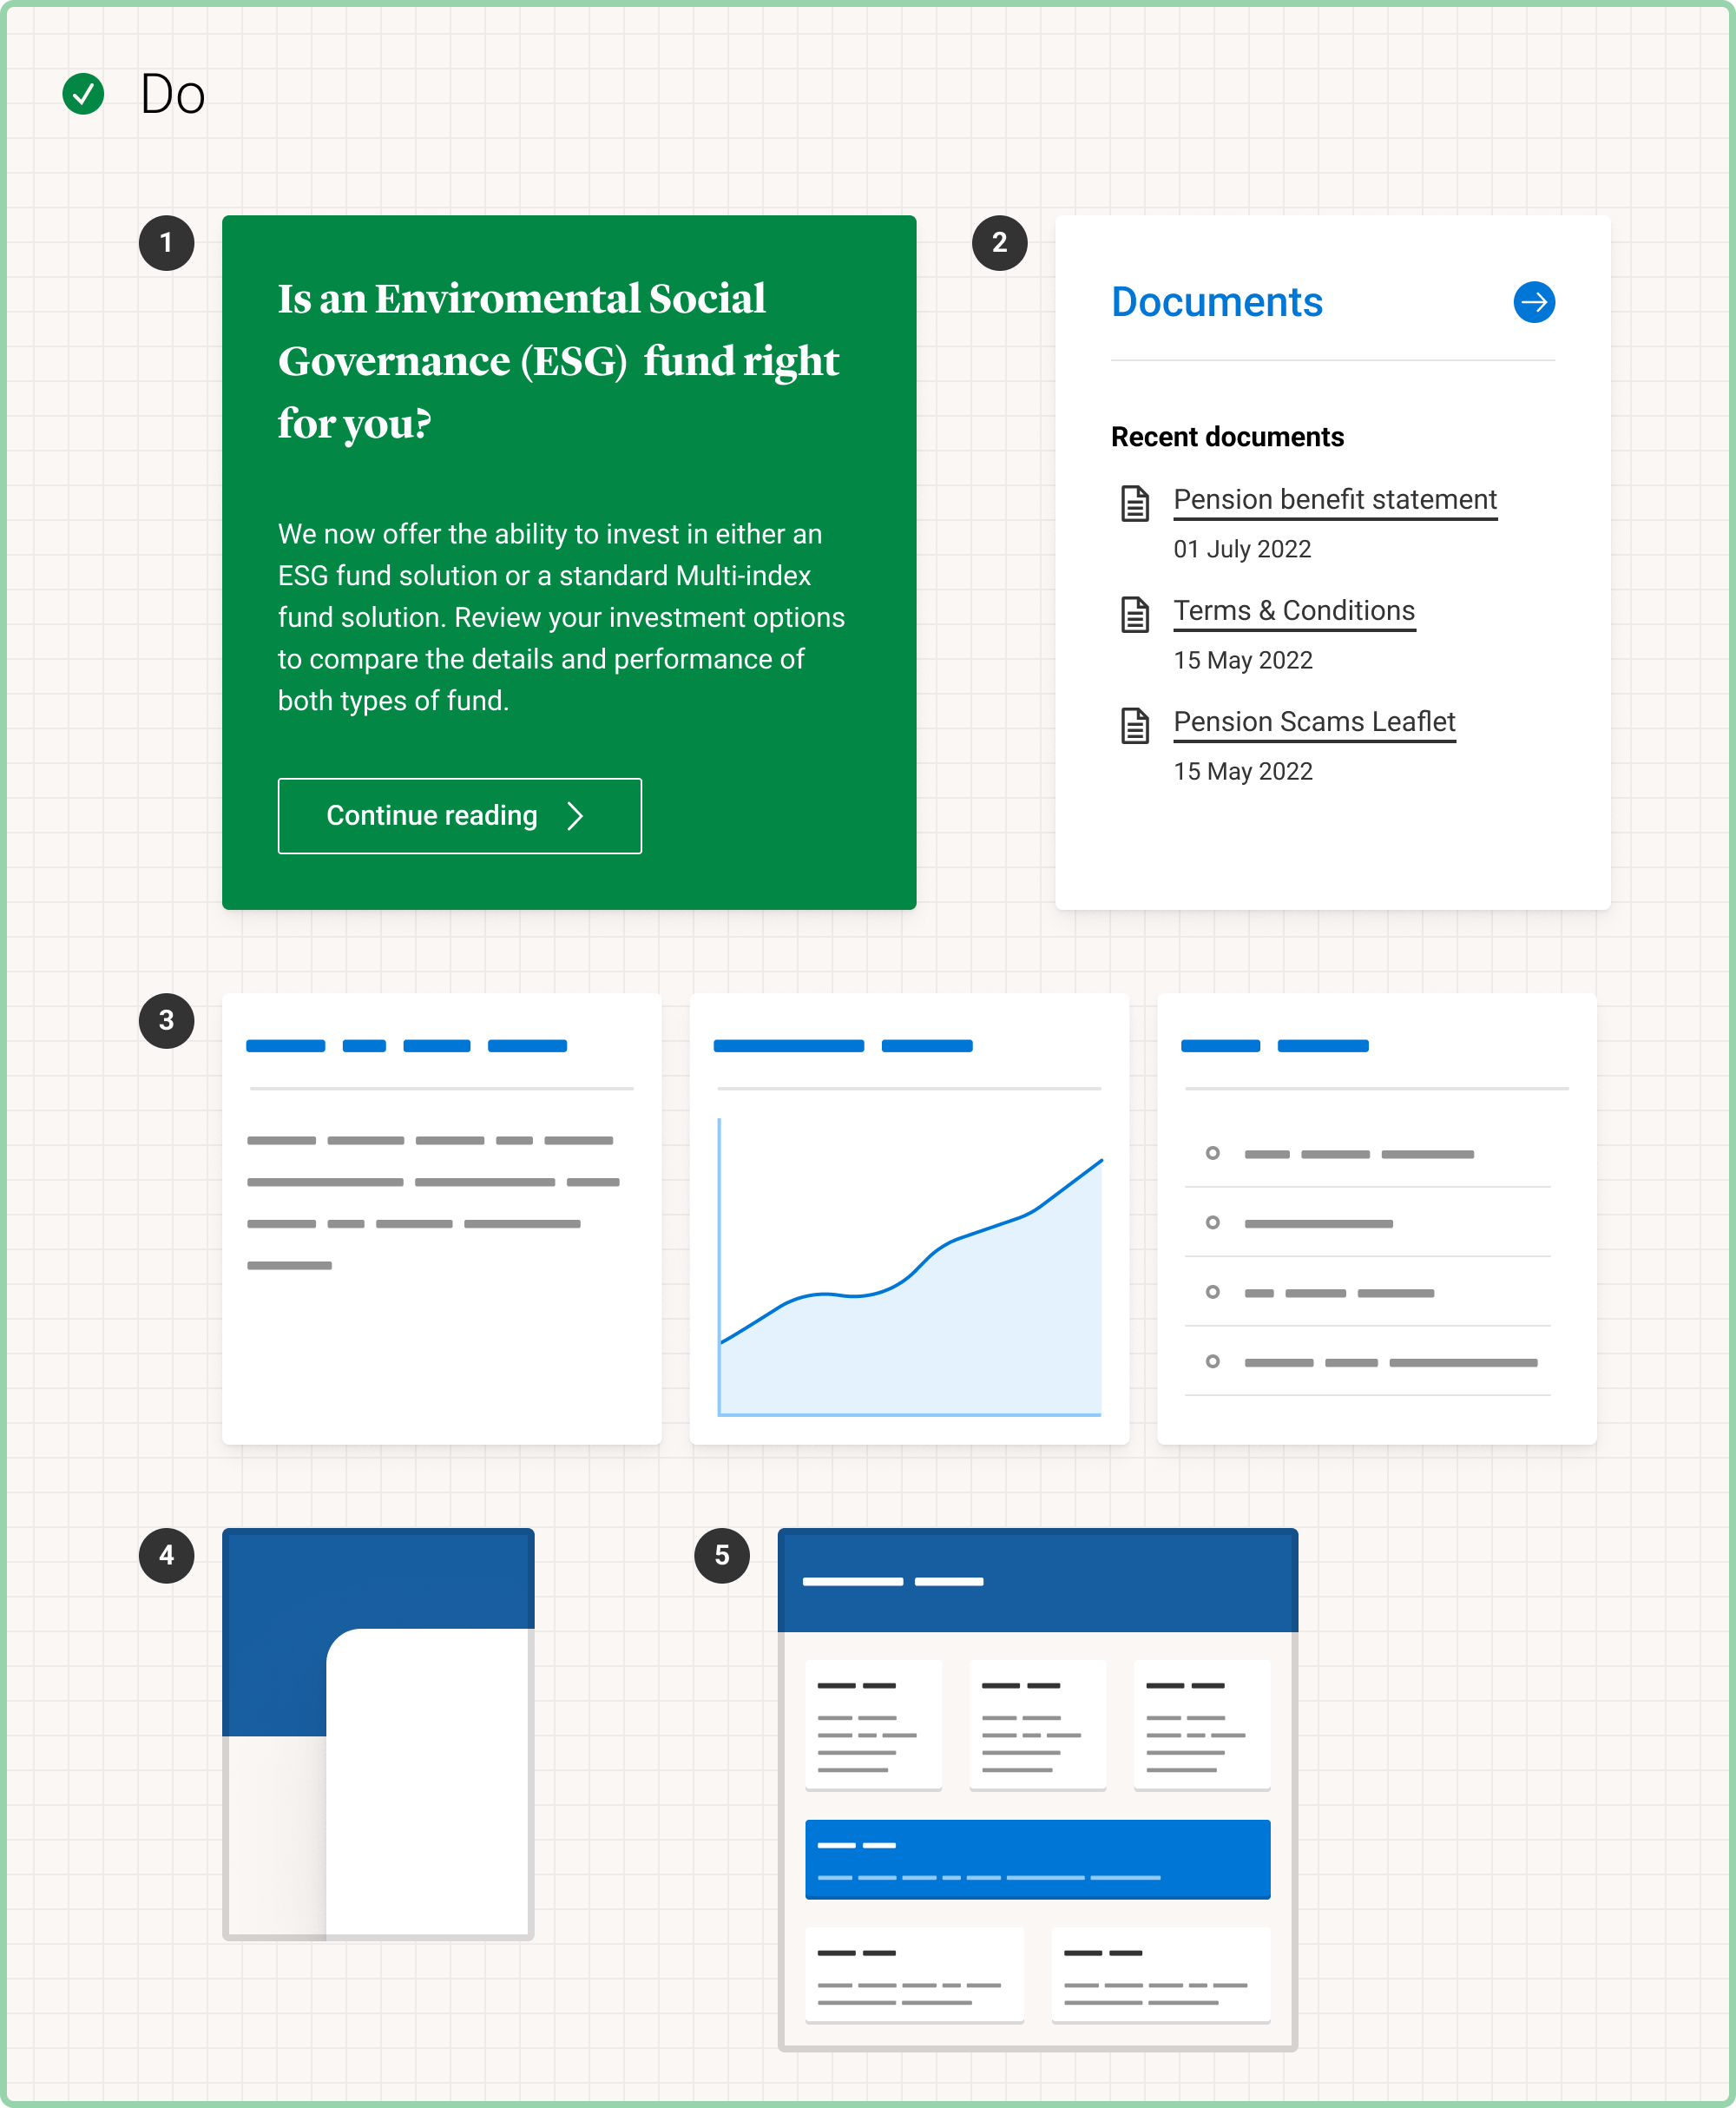 Do
1
Is an Enviromental Social
Governance (ESG) fund right
for you?
We now offer the ability to invest in either an
ESG fund solution or a standard Multi-index
fund solution. Review your investment options
to compare the details and performance of
both types of fund.
Continue reading
2
Documents
Recent documents
Pension benefit statement
01 July 2022
Terms & Conditions
15 May 2022
Pension Scams Leaflet
15 May 2022
3
4
5